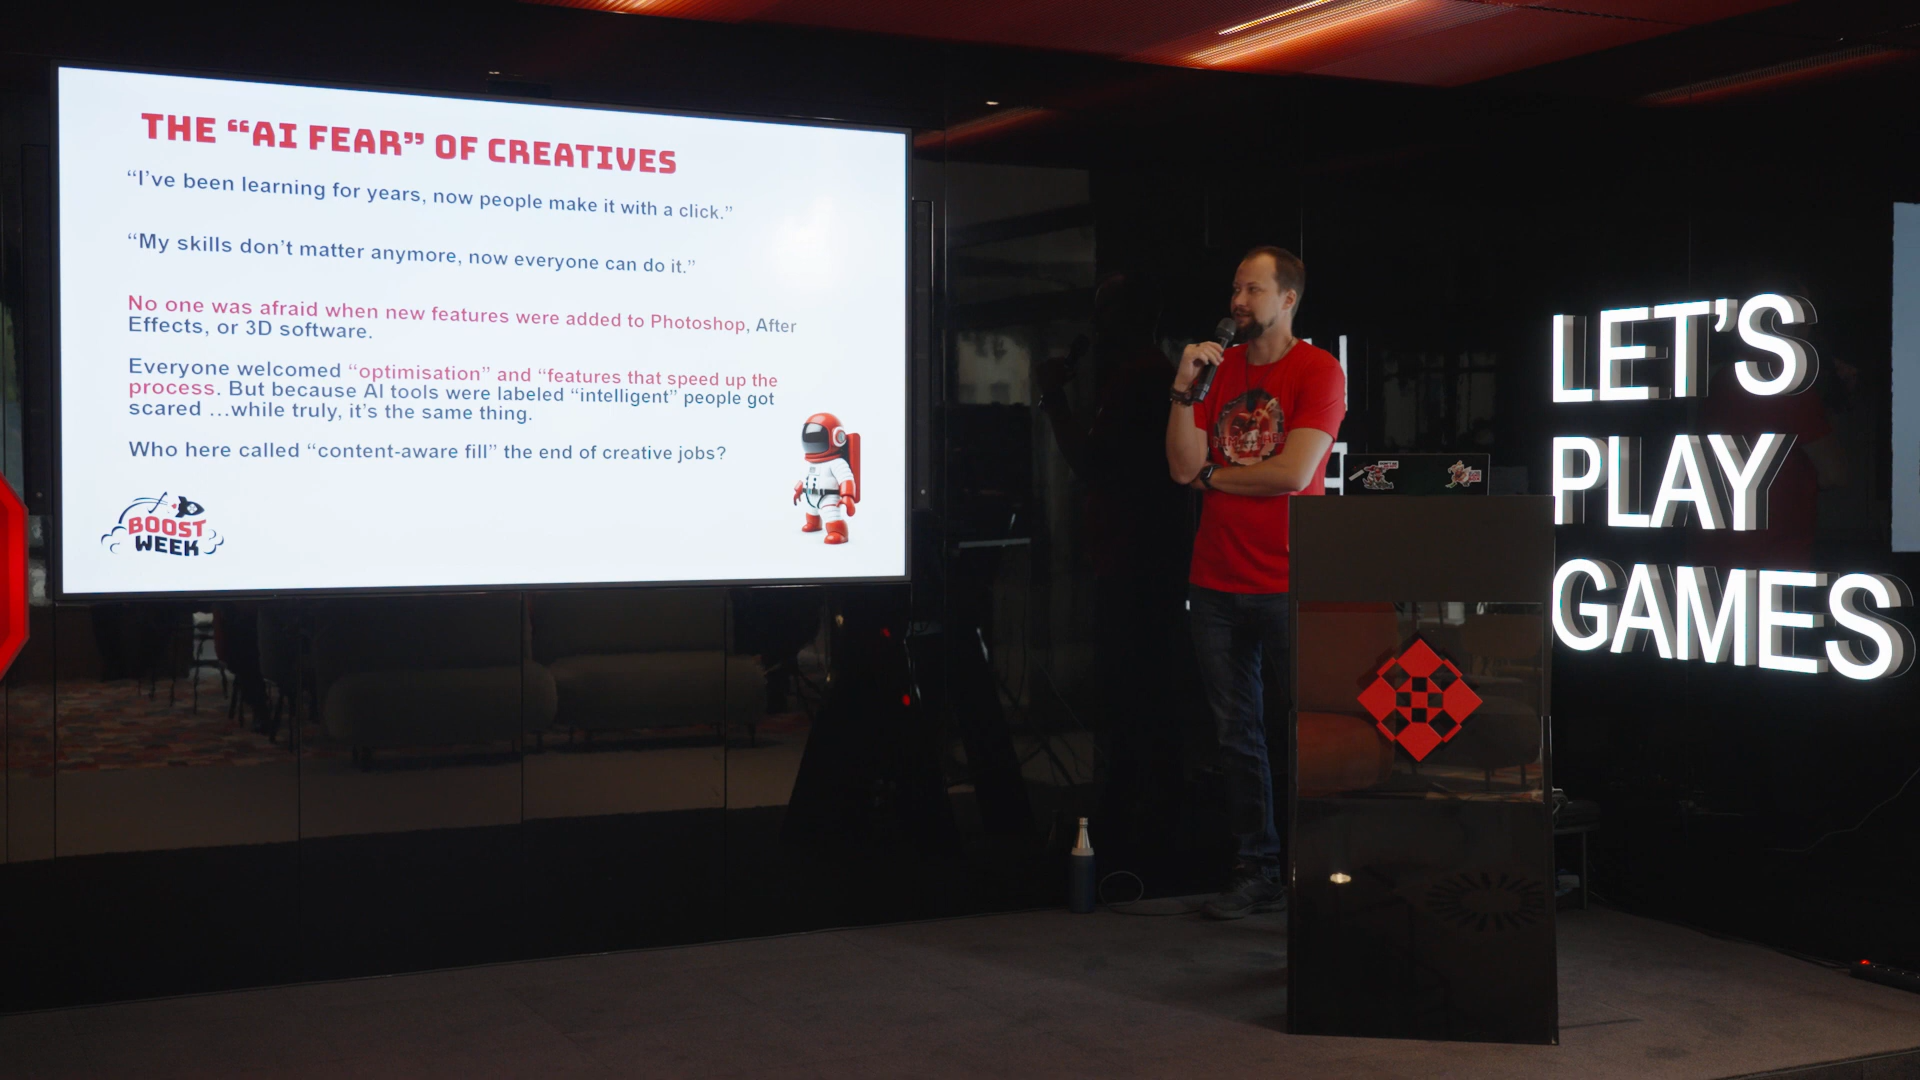 THE “AI FEAR” OF CREATIVES
“I’ve been learning for years, now people make it with a click.”
“My skills don’t matter anymore, now everyone can do it.”
No one was afraid when new features were added to Photoshop, After
Effects, or 3D software.
Everyone welcomed “optimisation” and “features that speed up the
process. But because AI tools were labeled “intelligent” people got
scared …while truly, it’s the same thing.
Who here called “content-aware fill” the end of creative jobs?
BOOST
WEEK
LET’S
PLAY
GAMES